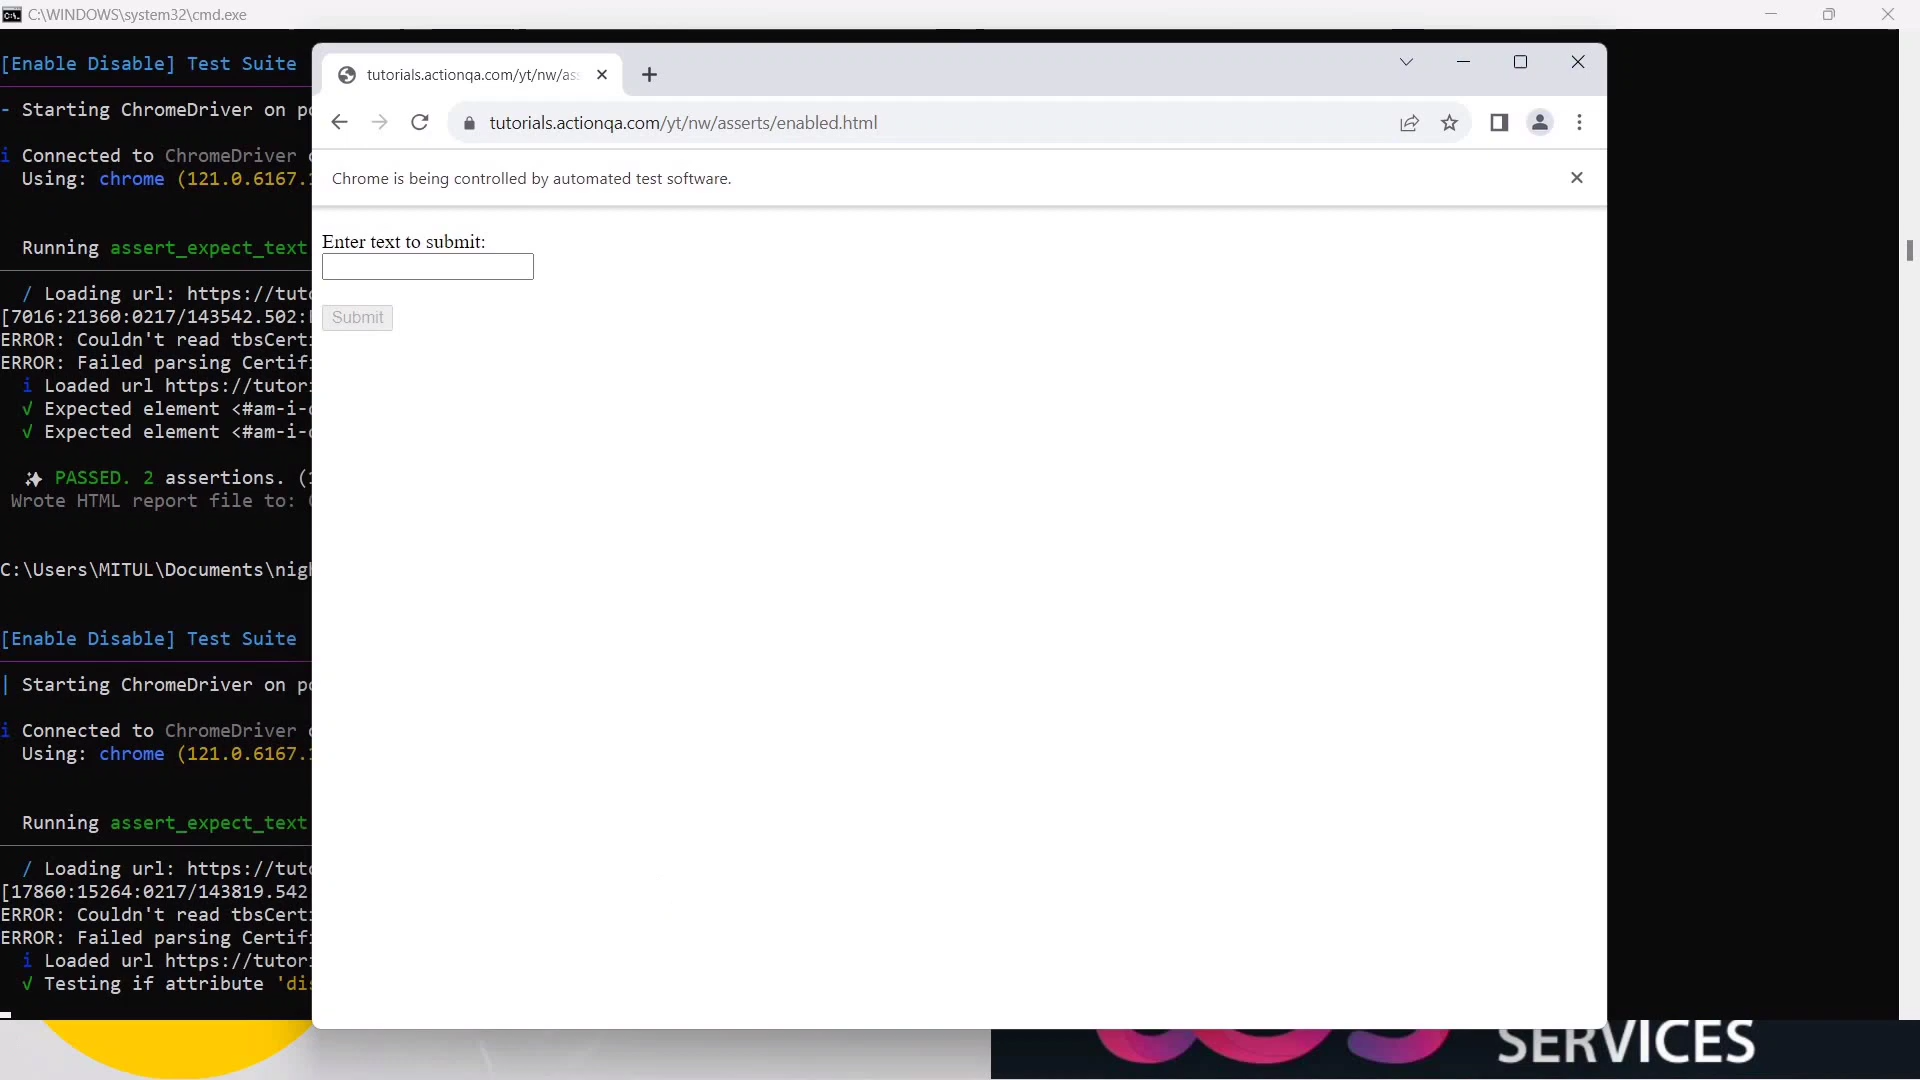 C:\WINDOWS\system32\cmd.exe
[Enable Disable] Test Suite
- Starting ChromeDriver on
i Connected to ChromeDriver
Using: chrome (121.0.6167.
Running assert_expect_text
/ Loading url: https://tuto
[7016:21360:0217/143542.502:
ERROR: Couldn't read tbsCert
ERROR: Failed parsing Certif
i Loaded url https://tutor
√ Expected element <#am-i-
√ Expected element <#am-i-
PASSED. 2 assertions. (
Wrote HTML report file to:
C:\Users\MITUL\Documents\nig
[Enable Disable] Test Suite
| Starting ChromeDriver on
i Connected to ChromeDriver
Using: chrome (121.0.6167.
Running assert_expect_text
/ Loading url: https://tuto
[17860:15264:0217/143819.542
ERROR: Couldn't read tbsCert
ERROR: Failed parsing Certif
i Loaded url https://tutor
√ Testing if attribute 'dis
tutorials.actionqa.com/yt/nw/as
tutorials.actionqa.com/yt/nw/asserts/enabled.html
Chrome is being controlled by automated test software.
Enter text to submit:
Submit
SERVICES